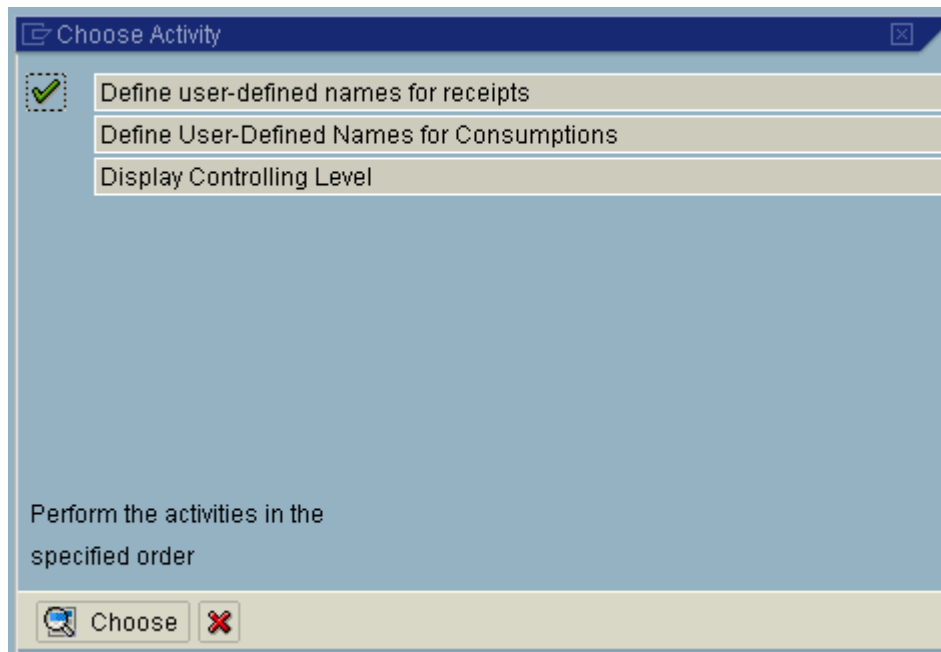 Choose Activity
Define user-defined names for receipts
Define User-Defined Names for Consumptions
Display Controlling Level
Perform the activities in the
specified order
Choose